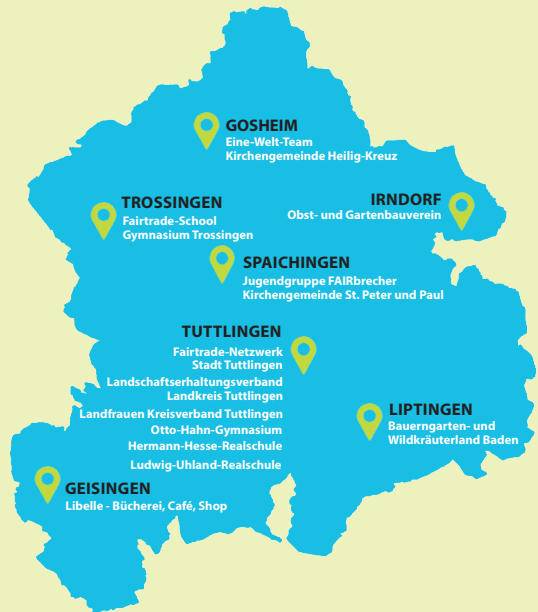 GOSHEIM
Eine-Welt-Team
Kirchengemeinde Heilig-Kreuz
TROSSINGEN
Fairtrade-School
Gymnasium Trossingen
IRNDORF
Obst- und Gartenbauverein
SPAICHINGEN
Jugendgruppe FAIRbrecher
Kirchengemeinde St. Peter und Paul
TUTTLINGEN
Fairtrade-Netzwerk
Stadt Tuttlingen
Landschaftserhaltungsverband
Landkreis Tuttlingen
Landfrauen Kreisverband Tuttlingen
Otto-Hahn-Gymnasium
Hermann-Hesse-Realschule
Ludwig-Uhland-Realschule
LIPTINGEN
Bauerngarten- und
Wildkräuterland Baden
GEISINGEN
Libelle - Bücherei, Café, Shop